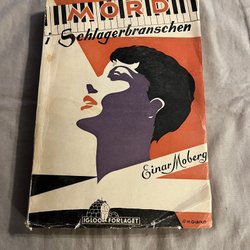 MORD
i Schlagerbranschen
Einar Moberg
IGLOO FÖRLAGET